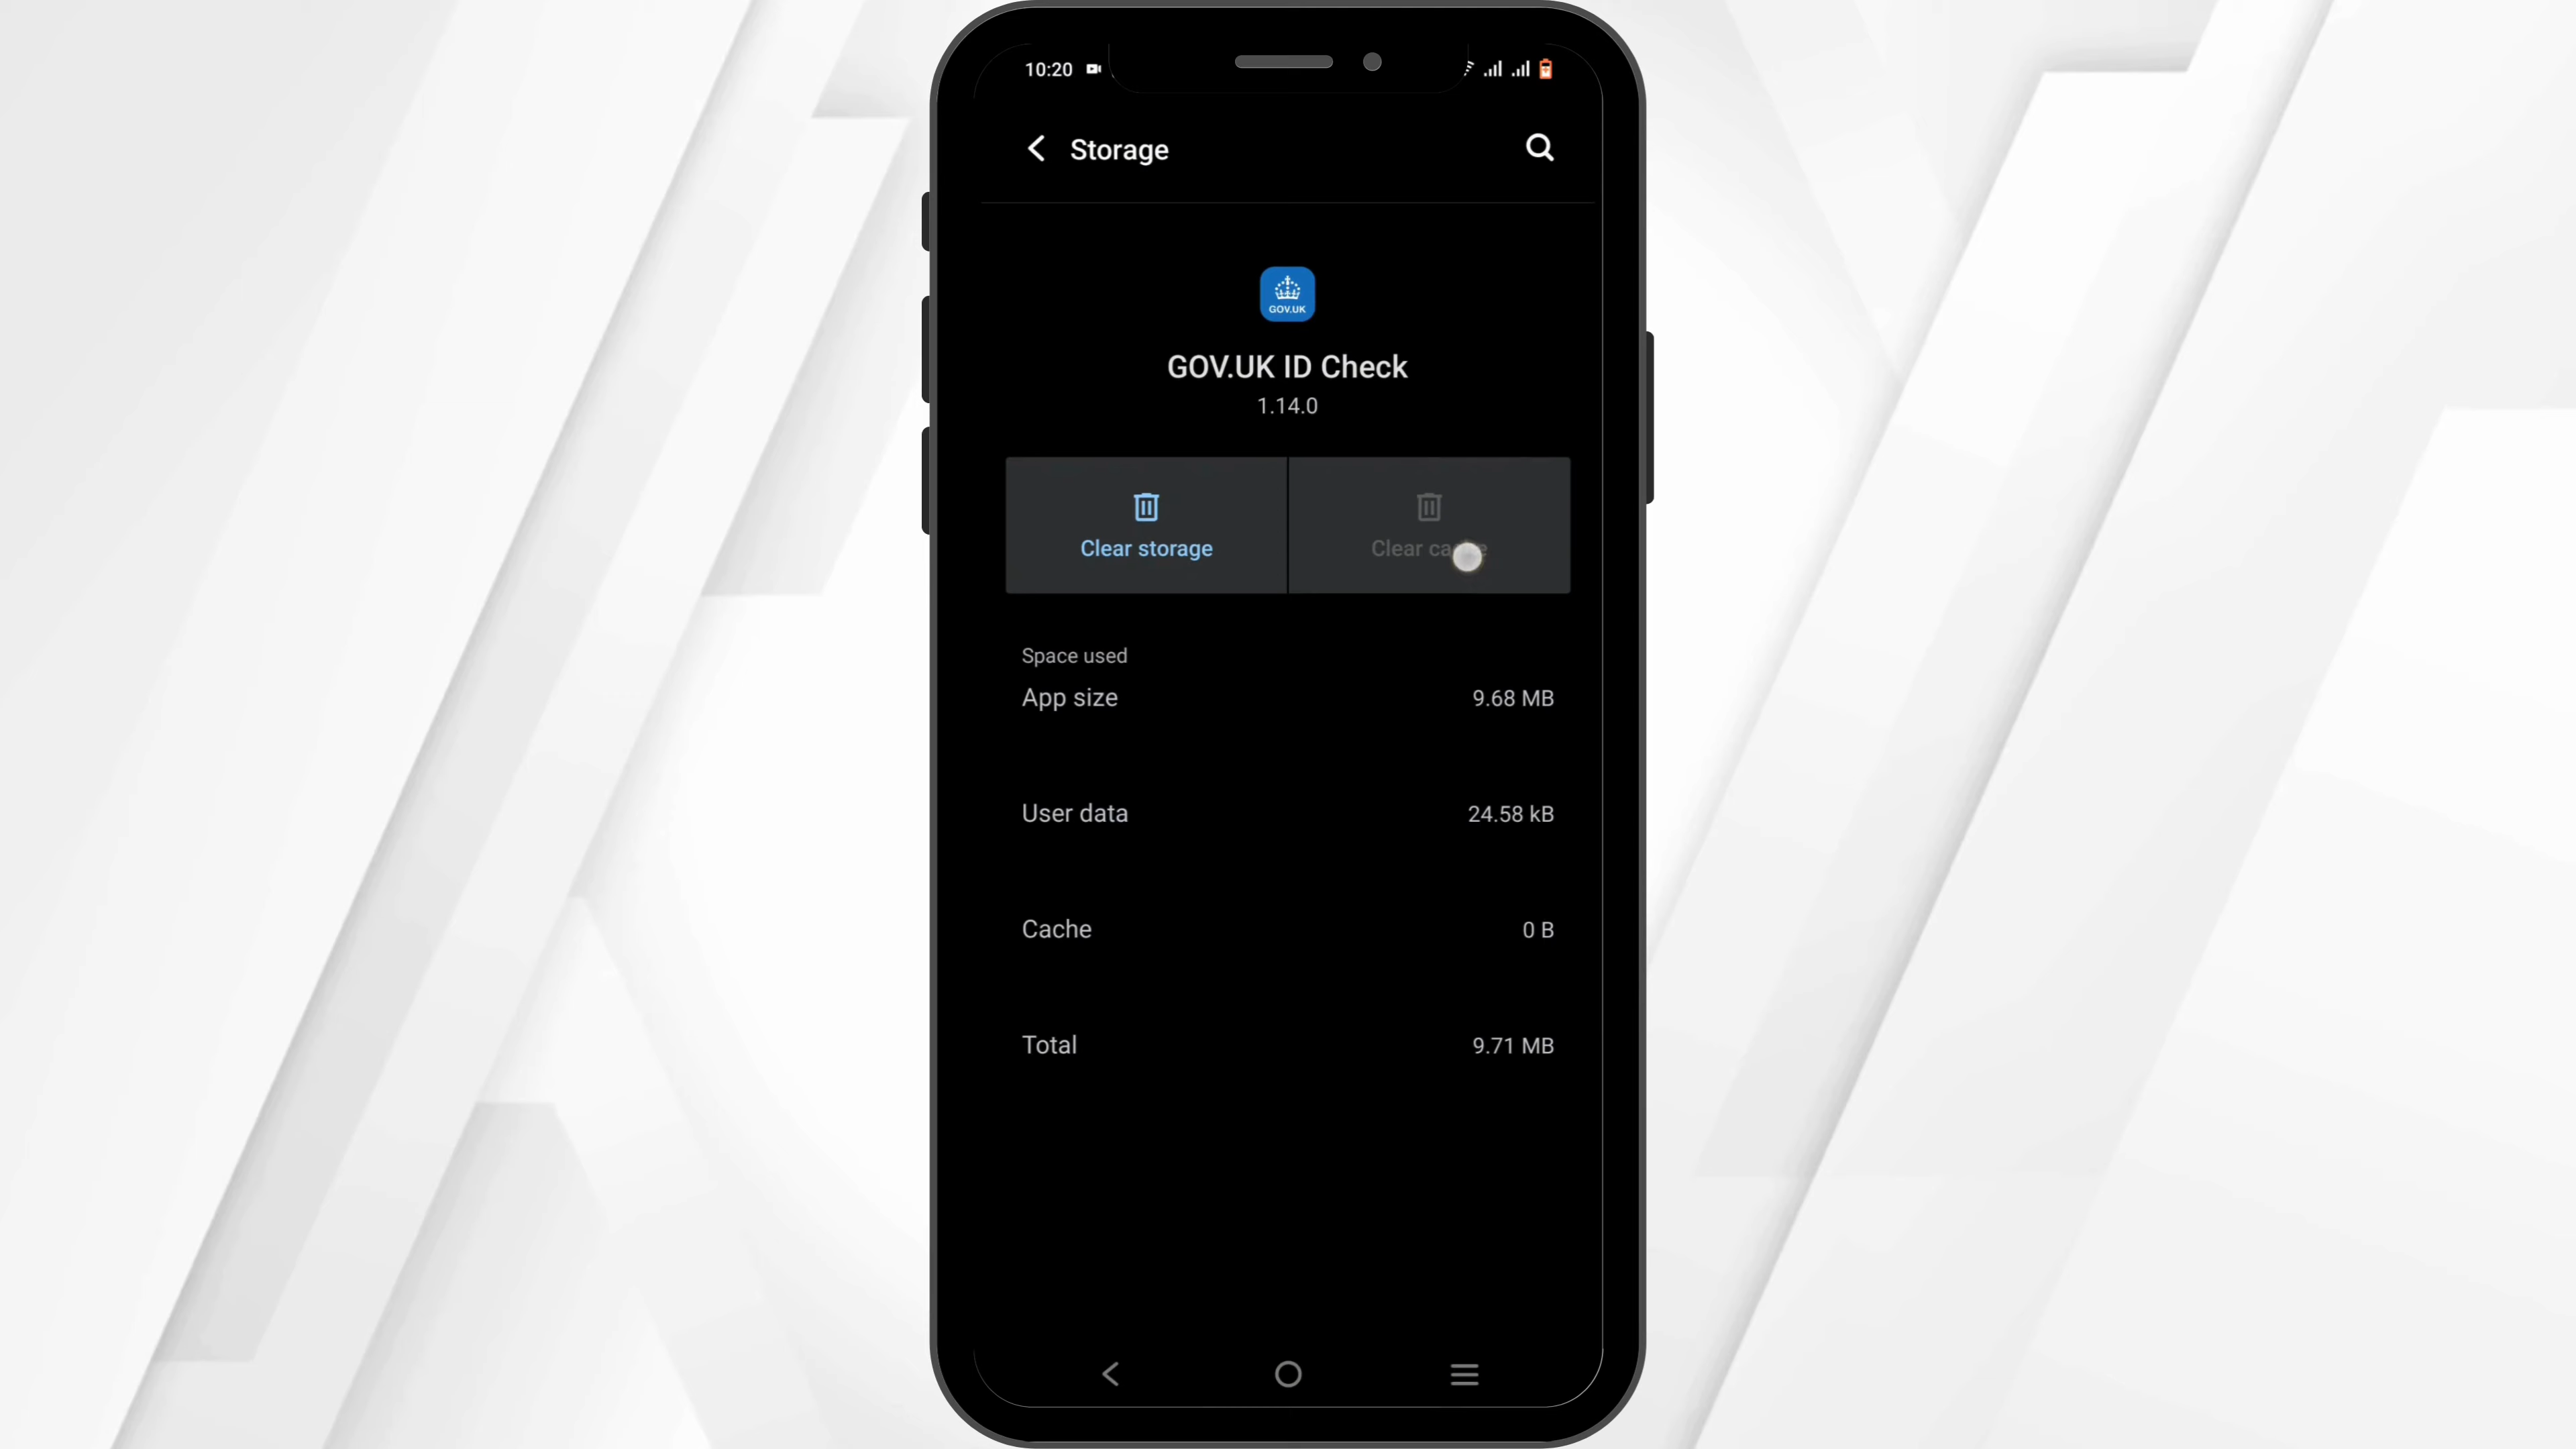 10:20
Storage
GOV.UK
GOV.UK ID Check
1.14.0
Clear storage
Clear
Space used
App size 9.68 MB
User data 24.58 kB
Cache 0 B
Total 9.71 MB